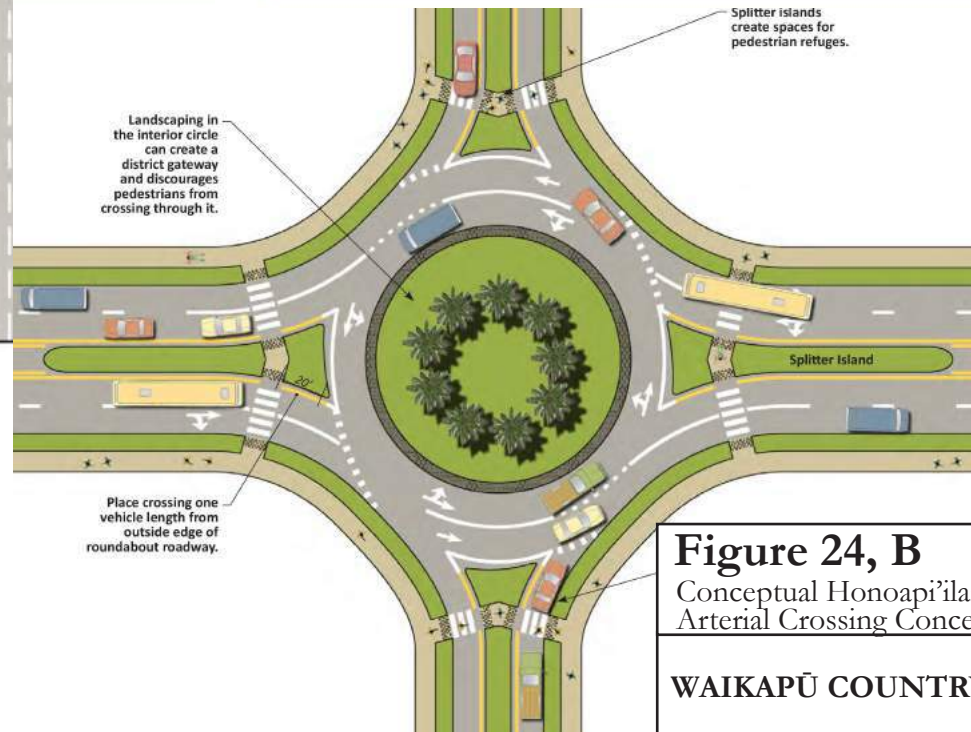 Splitter islands
create spaces for
pedestrian refuges.
Landscaping in
the interior circle
can create a
district gateway
and discourages
pedestrians from
crossing through it.
Splitter Island
20'
Place crossing one
vehicle length from
outside edge of
roundabout roadway.
Figure 24, B
Conceptual Honoapi'ila
Arterial Crossing Conce
WAIKAPŪ COUNTR